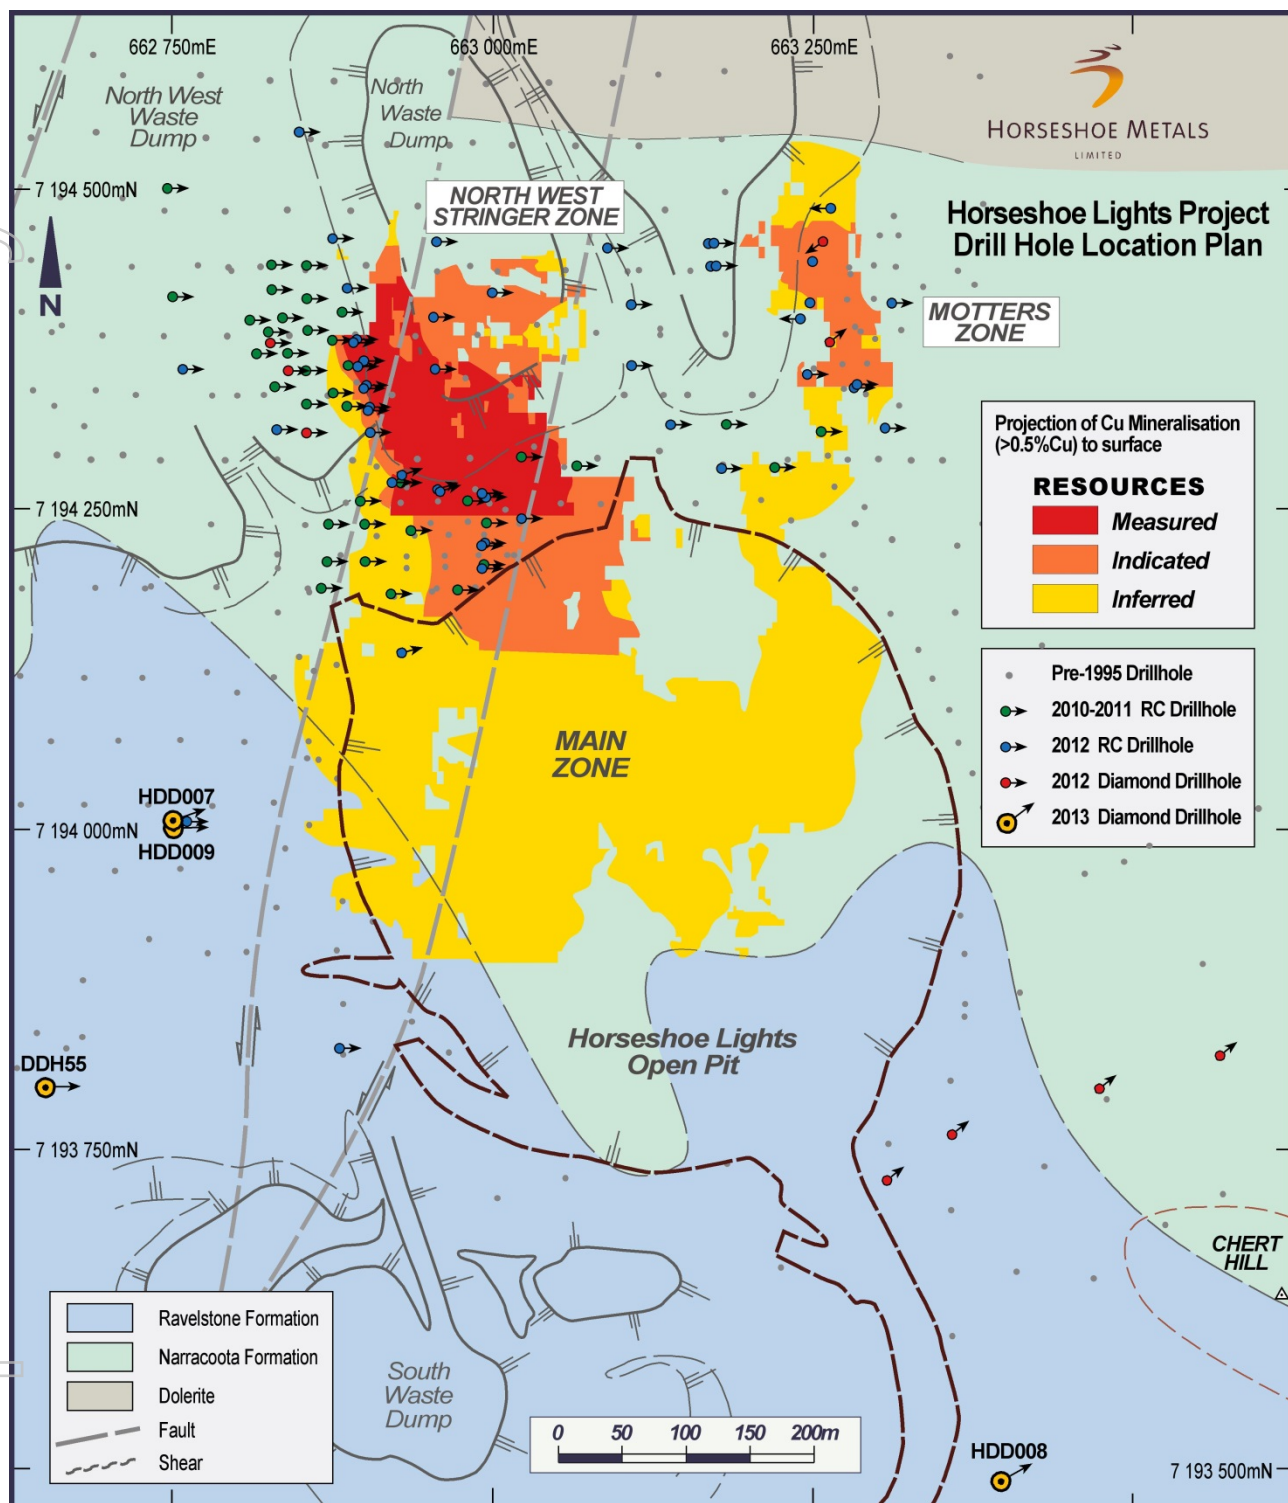 662 750mE
663 000mE
663 250mE
North West
Waste
Dump
North
Waste
Dump
HORSESHOE METALS
LIMITED
7 194 500mN
NORTH WEST
STRINGER ZONE
Horseshoe Lights Project
Drill Hole Location Plan
N
MOTTERS
ZONE
Projection of Cu Mineralisation
(>0.5%Cu) to surface
RESOURCES
Measured
Indicated
Inferred
7 194 250mN
Pre-1995 Drillhole
2010-2011 RC Drillhole
2012 RC Drillhole
2012 Diamond Drillhole
2013 Diamond Drillhole
MAIN
ZONE
HDD007
7 194 000mN
HDD009
Horseshoe Lights
Open Pit
DDH55
7 193 750mN
CHERT
HILL
Ravelstone Formation
Narracoota Formation
Dolerite
Fault
Shear
South
Waste
Dump
0 50 100 150 200m
HDD008
7 193 500mN